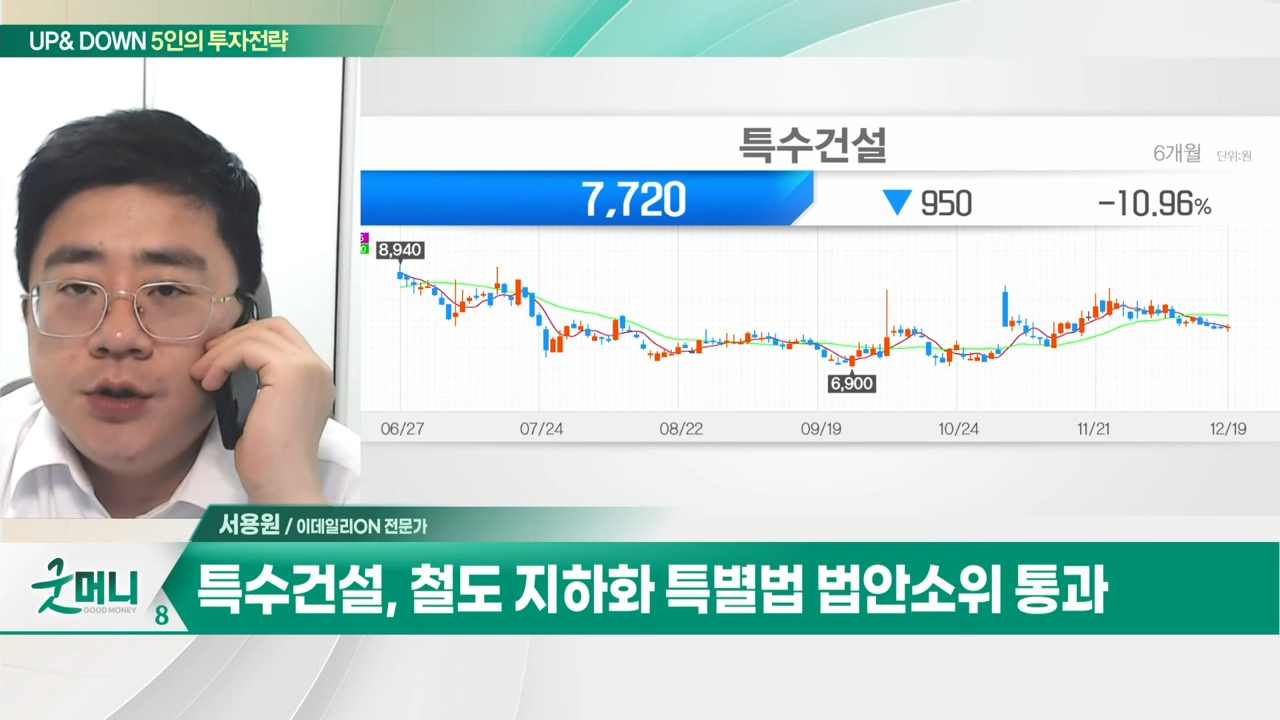 UP& DOWN 5인의 투자전략
특수건설
6개월 단위:원
7,720 ▼ 950 -10.96%
8,940
6,900
06/27 07/24 08/22 09/19 10/24 11/21 12/19
서용원 / 이데일리ON 전문가
굿머니
GOOD MONEY
8
특수건설, 철도 지하화 특별법 법안소위 통과